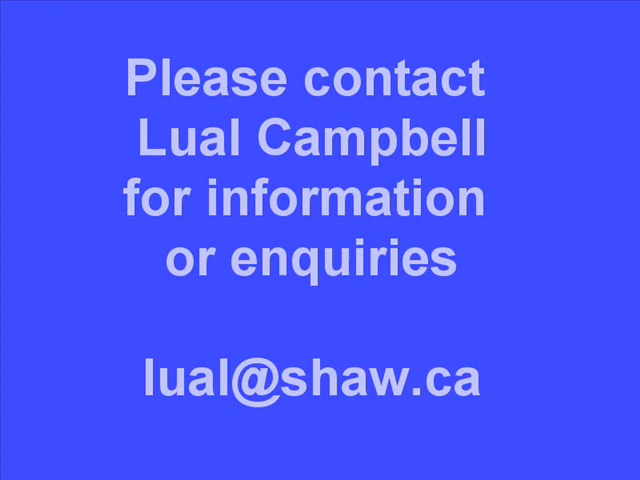 Please contact
Lual Campbell
for information
or enquiries
lual@shaw.ca